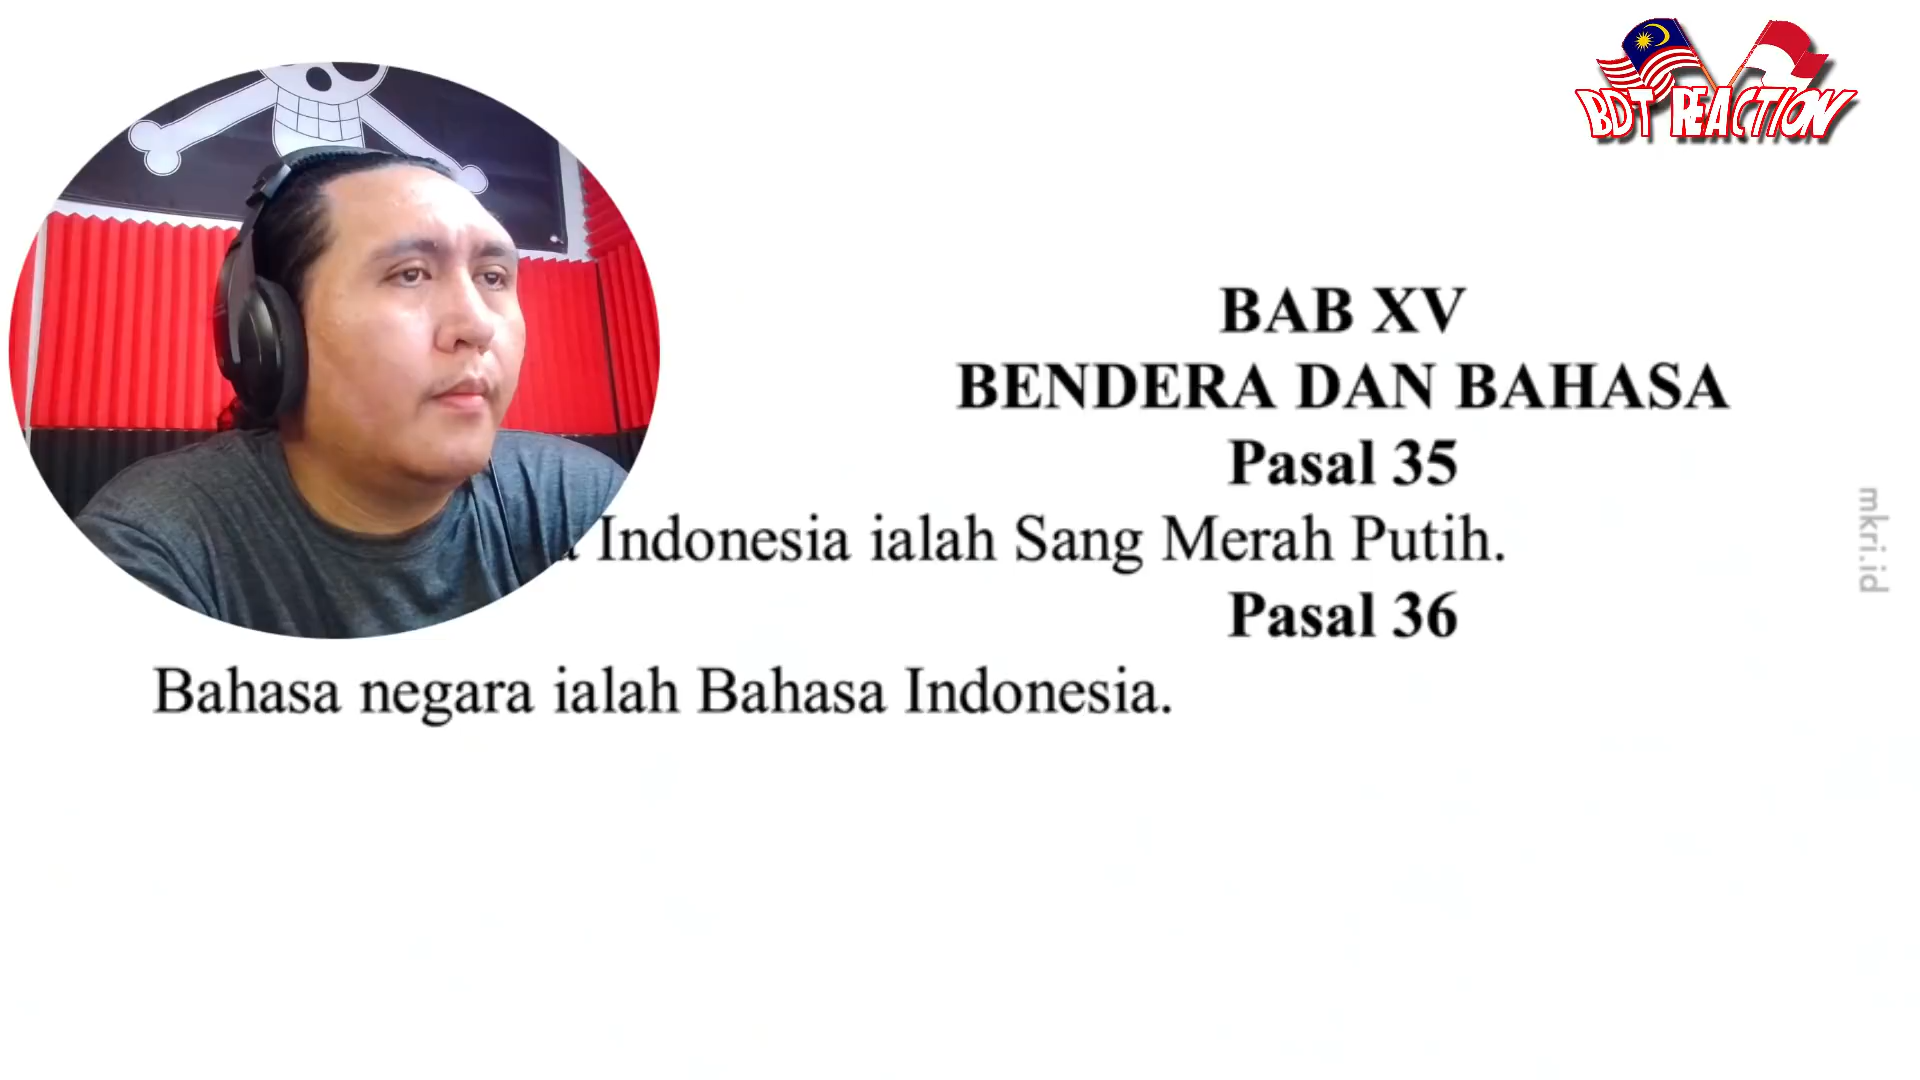 BDT REACTION
BAB XV
BENDERA DAN BAHASA
Pasal 35
Indonesia ialah Sang Merah Putih.
Pasal 36
Bahasa negara ialah Bahasa Indonesia.
mkri.id